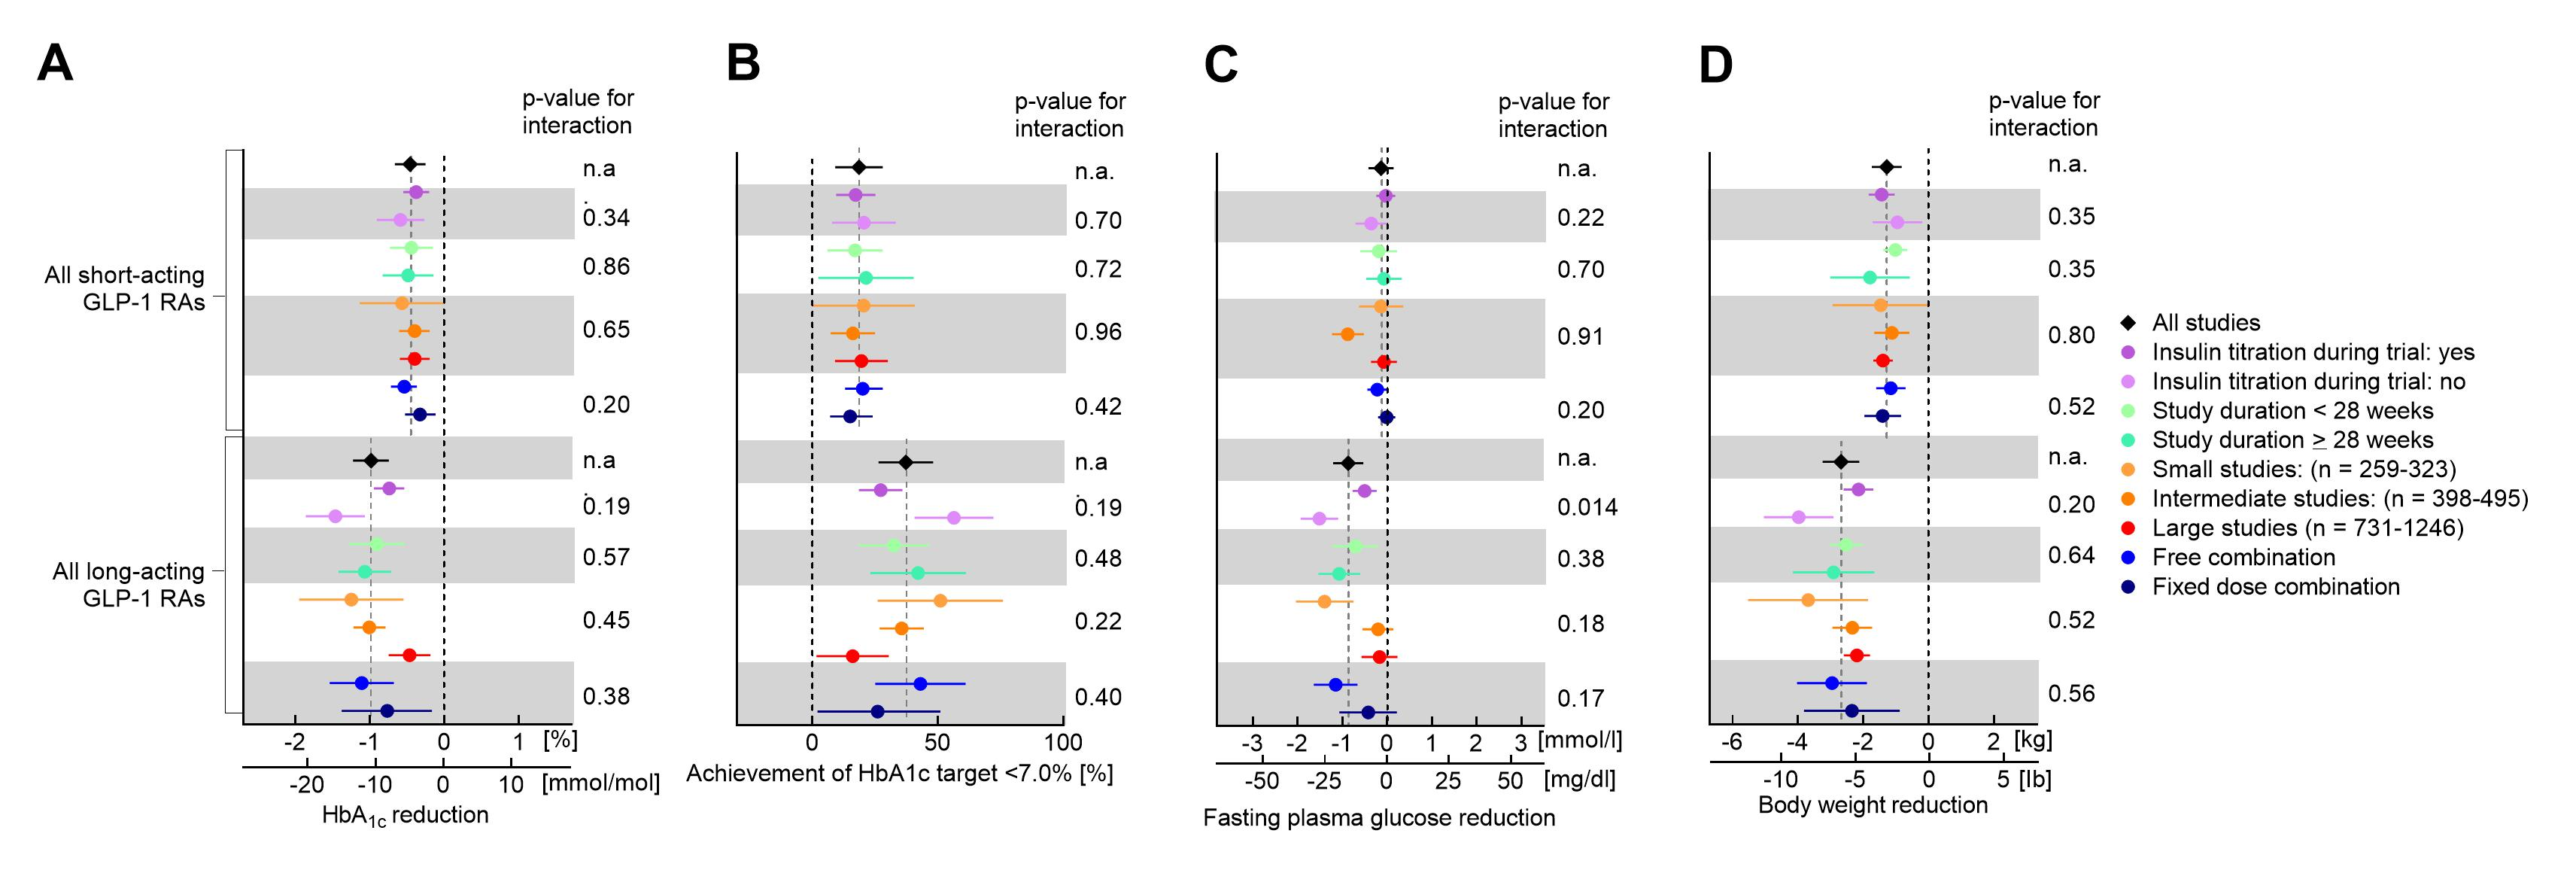 A
p-value for
interaction
n.a
.
0.34
0.86
0.65
0.20
n.a
.
0.19
0.57
0.45
0.38
All short-acting
GLP-1 RAs
All long-acting
GLP-1 RAs
-2 -1 0 1 [%]
-20 -10 0 10 [mmol/mol]
HbA1c reduction
B
p-value for
interaction
n.a.
0.70
0.72
0.96
0.42
n.a
.
0.19
0.48
0.22
0.40
0 50 100
Achievement of HbA1c target <7.0% [%]
C
p-value for
interaction
n.a.
0.22
0.70
0.91
0.20
n.a.
0.014
0.38
0.18
0.17
-3 -2 -1 0 1 2 3 [mmol/l]
-50 -25 0 25 50 [mg/dl]
Fasting plasma glucose reduction
D
p-value for
interaction
n.a.
0.35
0.35
0.80
0.52
n.a.
0.20
0.64
0.52
0.56
-6 -4 -2 0 2 [kg]
-10 -5 0 5 [lb]
Body weight reduction
All studies
Insulin titration during trial: yes
Insulin titration during trial: no
Study duration < 28 weeks
Study duration ≥ 28 weeks
Small studies: (n = 259-323)
Intermediate studies: (n = 398-495)
Large studies (n = 731-1246)
Free combination
Fixed dose combination